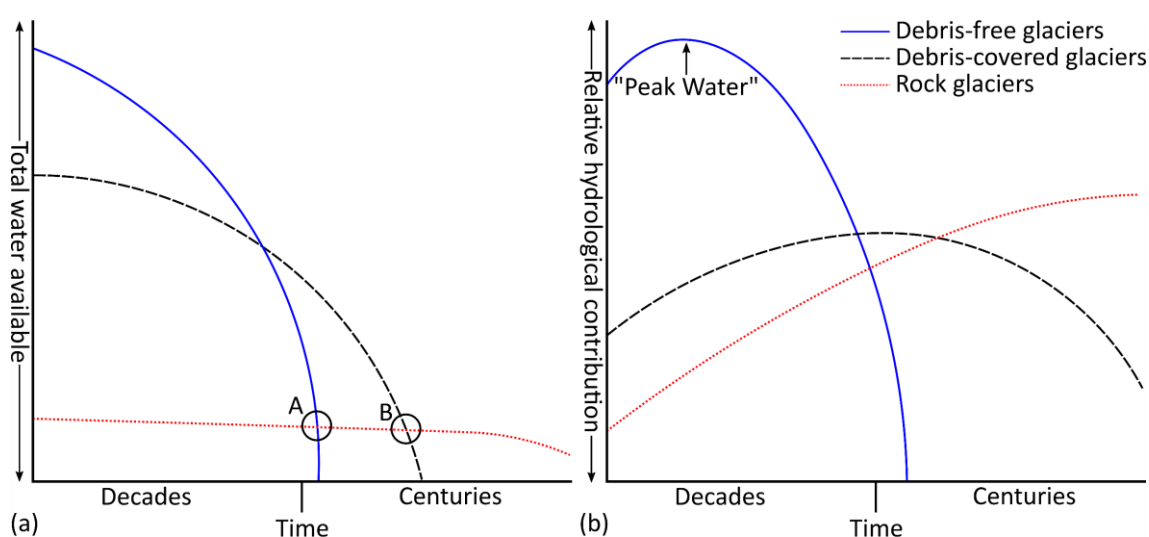 Total water available
A
B
Decades
Centuries
Time
(a)
Relative hydrological contribution
"Peak Water"
Debris-free glaciers
Debris-covered glaciers
Rock glaciers
Decades
Centuries
Time
(b)